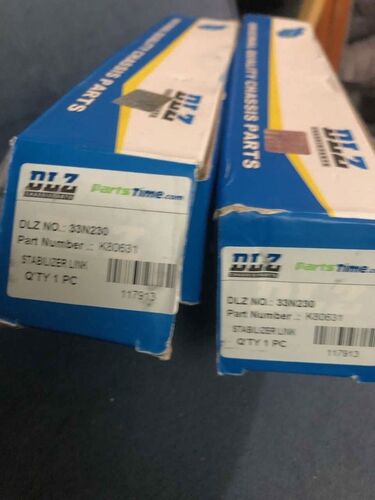 QUALITY CHASSIS PARTS
DLZ
PartsTime.com
DLZ NO.: 33N230
Part Number .: K80631
STABILIZER LINK
Q'TY 1 PC
117913
QUALITY CHASSIS PARTS
DLZ
DLZ
PartsTime.com
DLZ NO.: 33N230
Part Number .: K80631
STABILIZER LINK
Q'TY 1 PC
117913